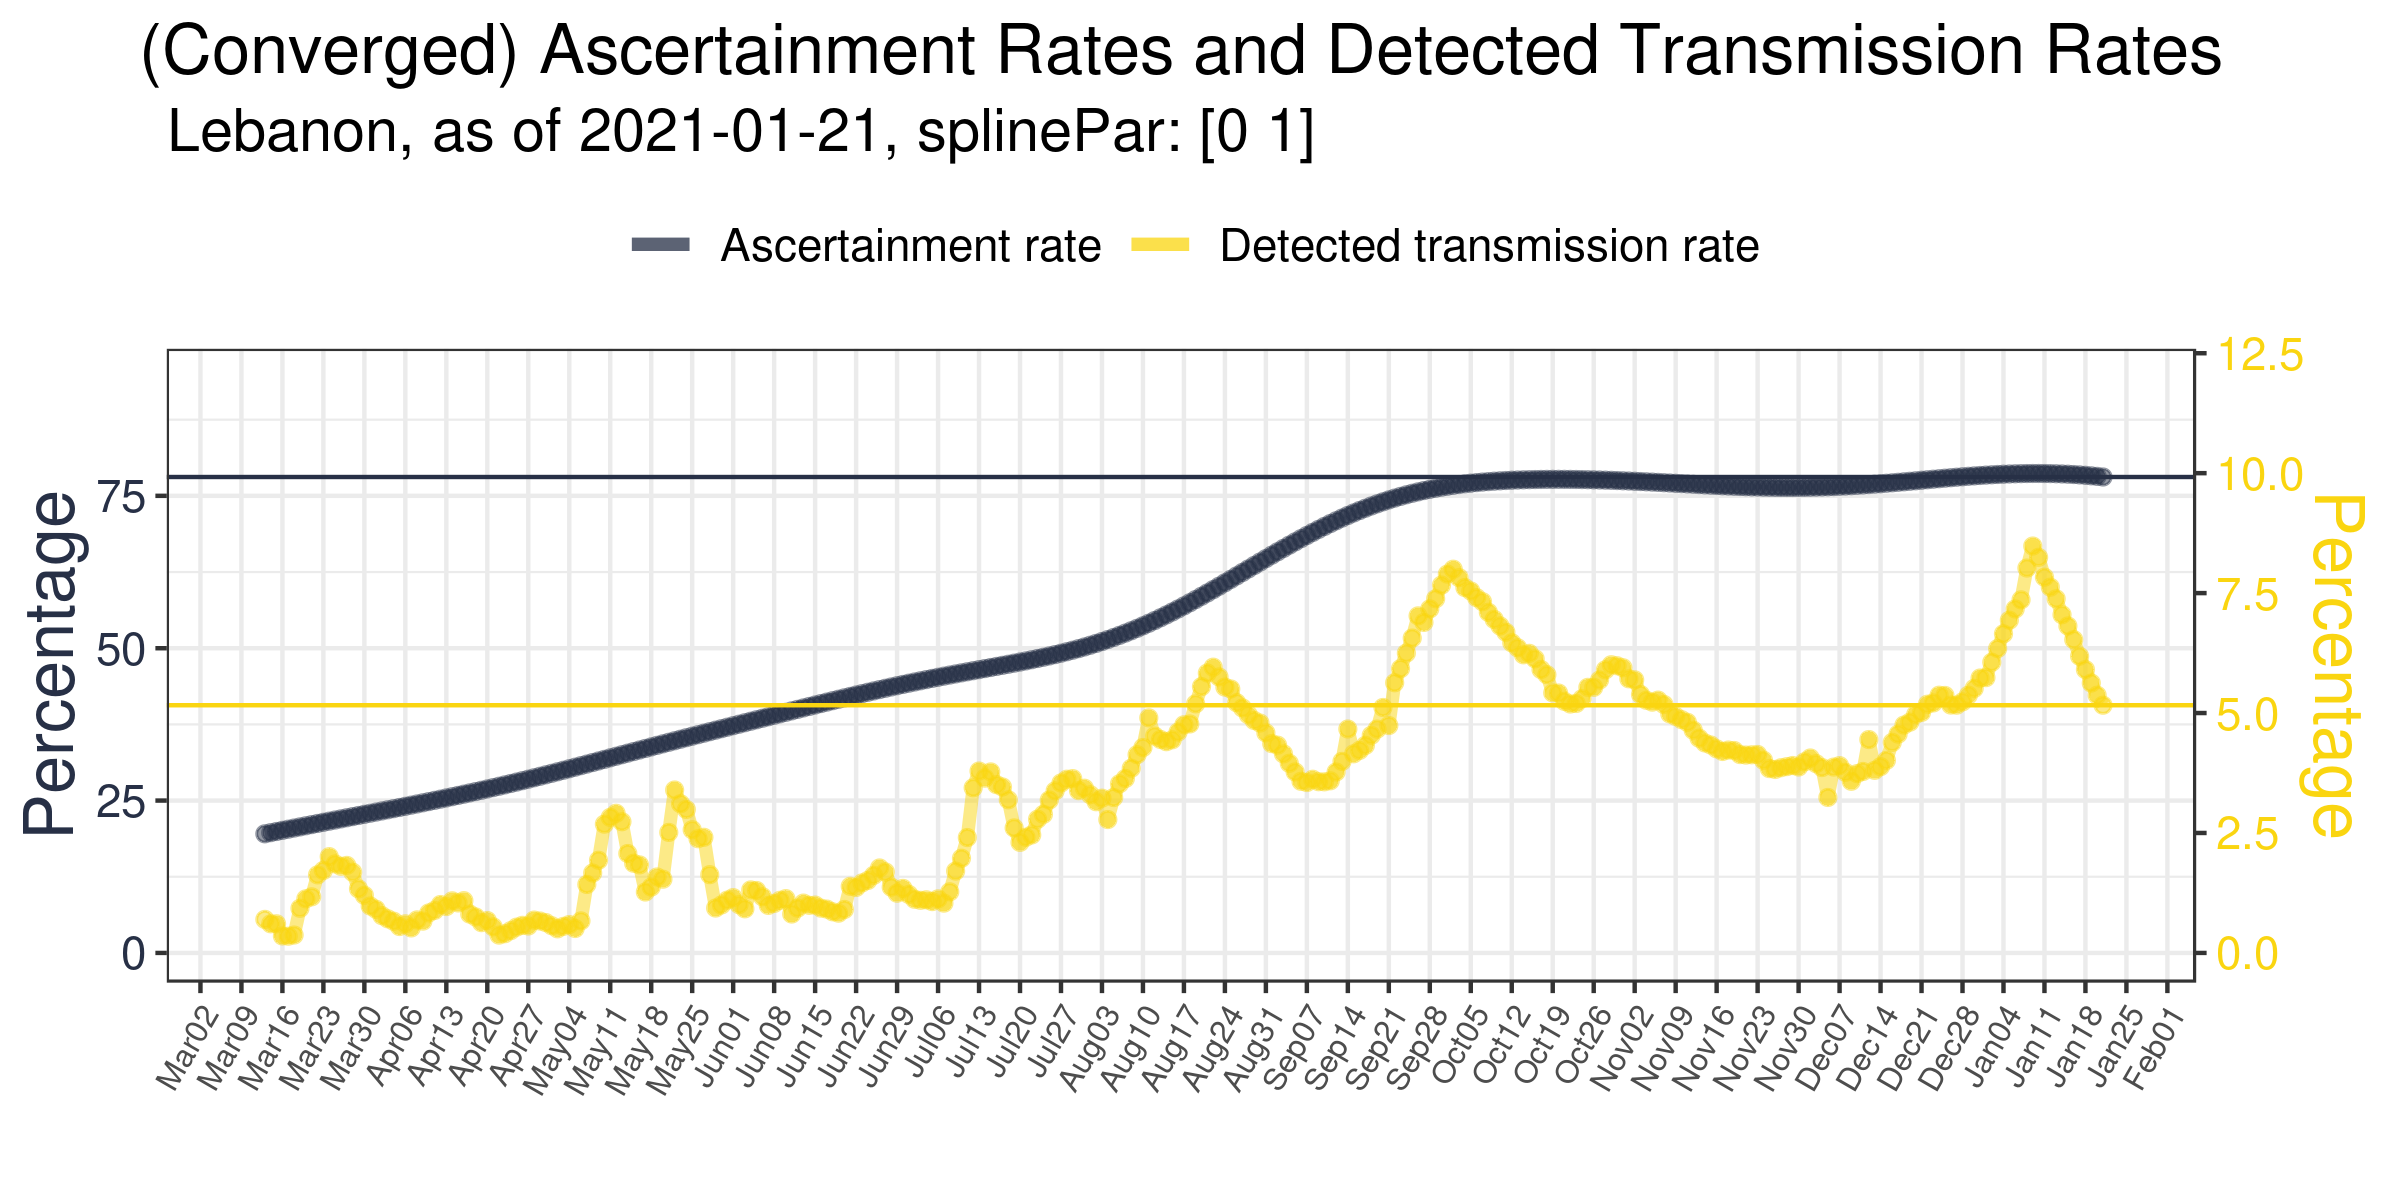 (Converged) Ascertainment Rates and Detected Transmission Rates
Lebanon, as of 2021-01-21, splinePar: [0 1]
Ascertainment rate
Detected transmission rate
Percentage
75
50
25
0
12.5
10.0
7.5
5.0
2.5
0.0
Percentage
Mar02
Mar09
Mar16
Mar23
Mar30
Apr06
Apr13
Apr20
Apr27
May04
May11
May18
May25
Jun01
Jun08
Jun15
Jun22
Jun29
Jul06
Jul13
Jul20
Jul27
Aug03
Aug10
Aug17
Aug24
Aug31
Sep07
Sep14
Sep21
Sep28
Oct05
Oct12
Oct19
Oct26
Nov02
Nov09
Nov16
Nov23
Nov30
Dec07
Dec14
Dec21
Dec28
Jan04
Jan11
Jan18
Jan25
Feb01